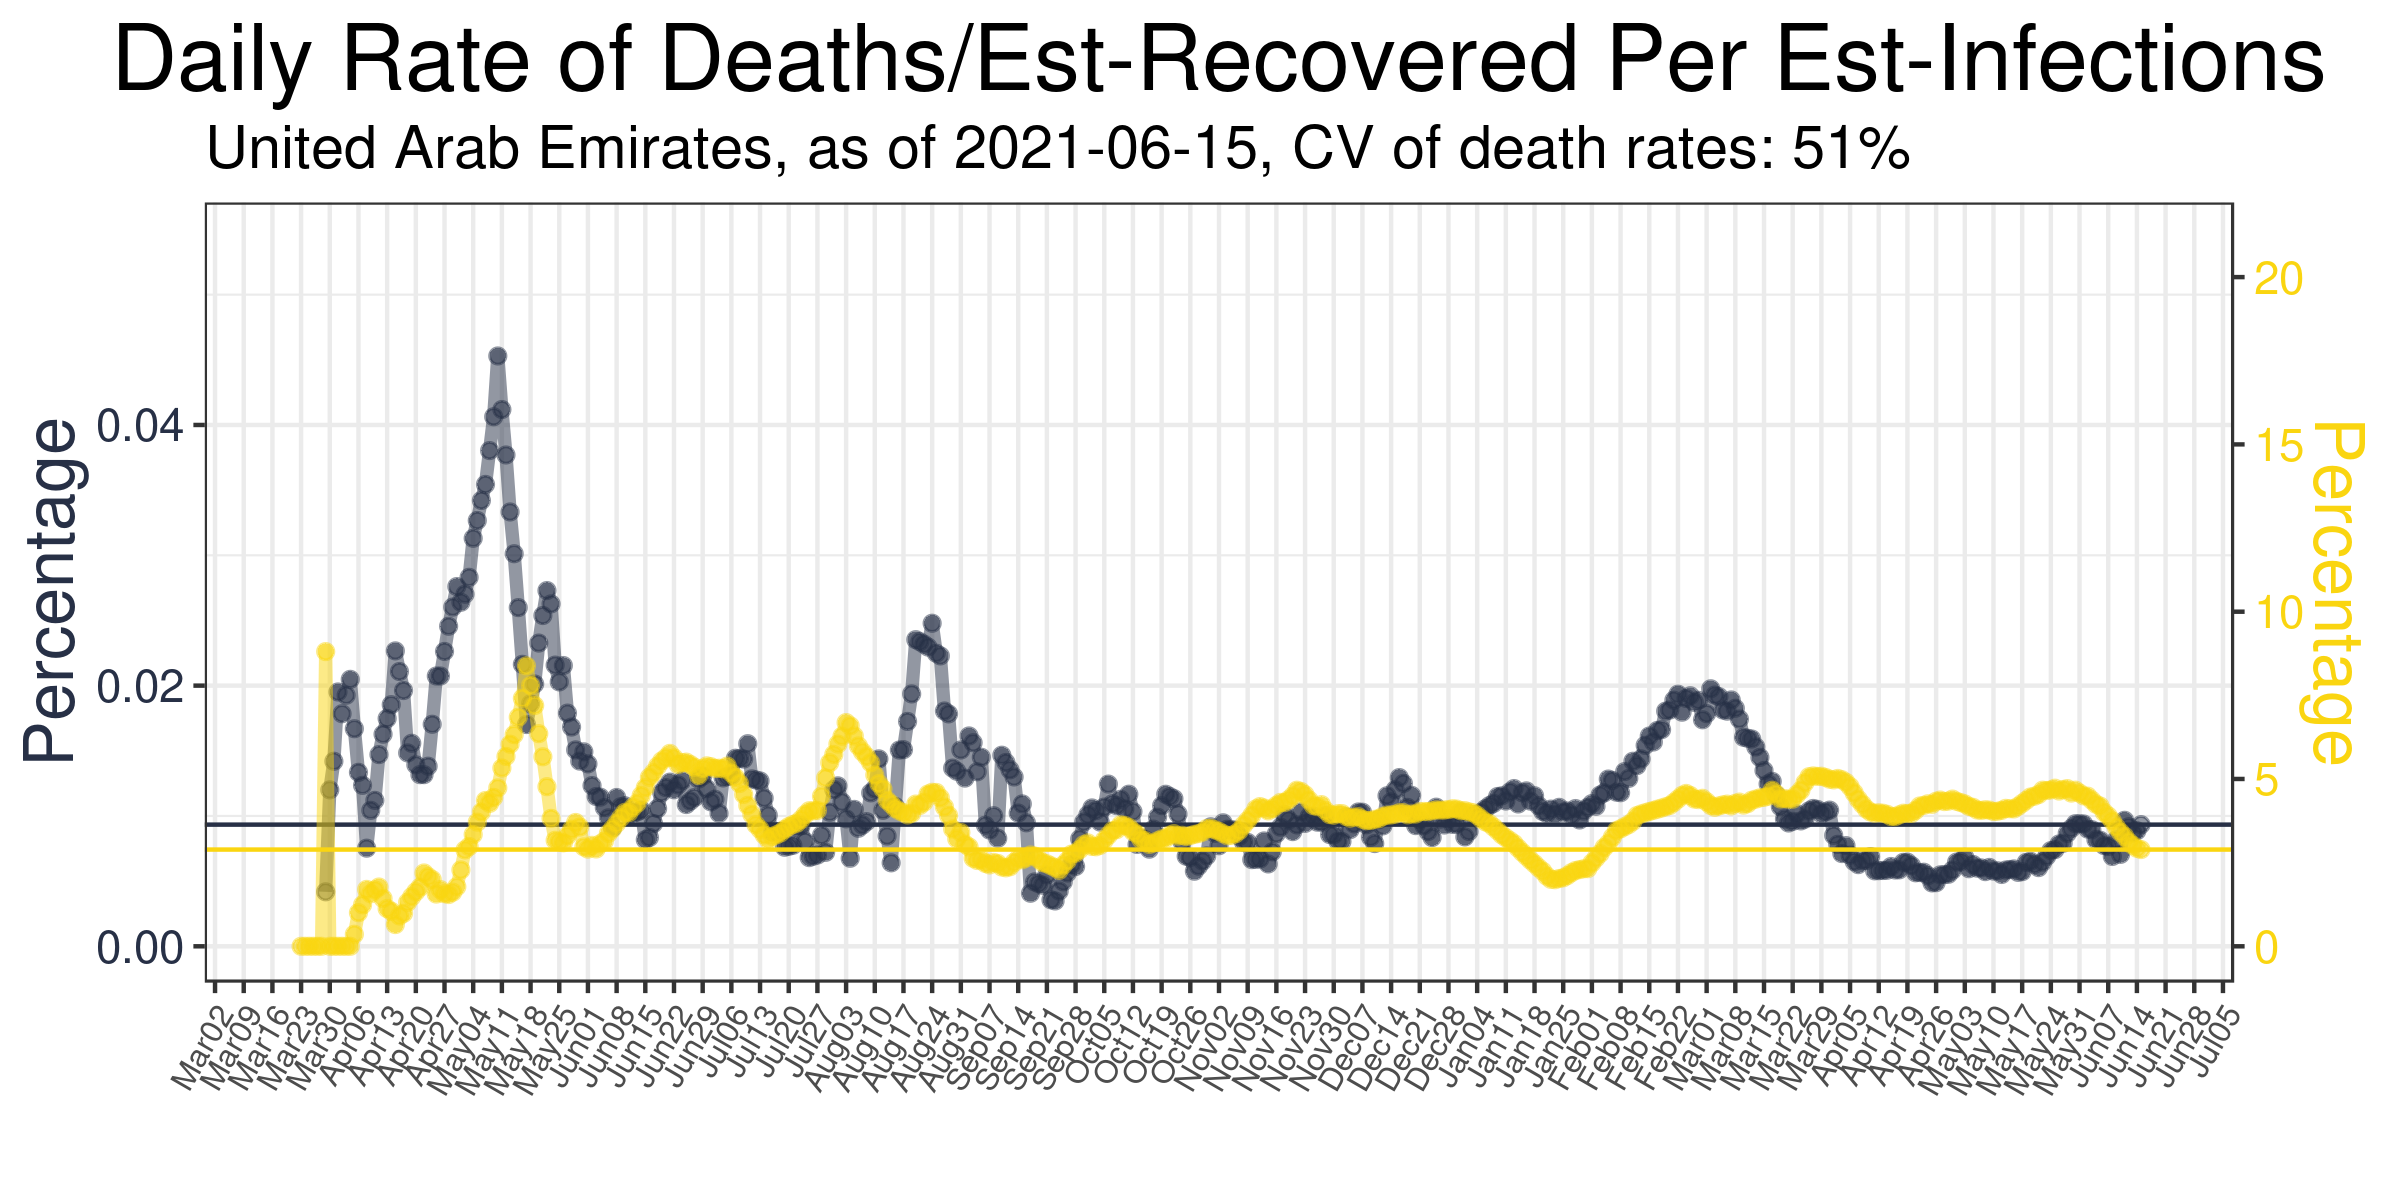 Daily Rate of Deaths/Est-Recovered Per Est-Infections
United Arab Emirates, as of 2021-06-15, CV of death rates: 51%
Percentage
0.04
0.02
0.00
20
15
10
5
0
Percentage
Mar02 Mar09 Mar16 Mar23 Mar30 Apr06 Apr13 Apr20 Apr27 May04 May11 May18 May25 Jun01 Jun08 Jun15 Jun22 Jun29 Jul06 Jul13 Jul20 Jul27 Aug03 Aug10 Aug17 Aug24 Aug31 Sep07 Sep14 Sep21 Sep28 Oct05 Oct12 Oct19 Oct26 Nov02 Nov09 Nov16 Nov23 Nov30 Dec07 Dec14 Dec21 Dec28 Jan04 Jan11 Jan18 Jan25 Feb01 Feb08 Feb15 Feb22 Mar01 Mar08 Mar15 Mar22 Mar29 Apr05 Apr12 Apr19 Apr26 May03 May10 May17 May24 May31 Jun07 Jun14 Jun21 Jun28 Jul05